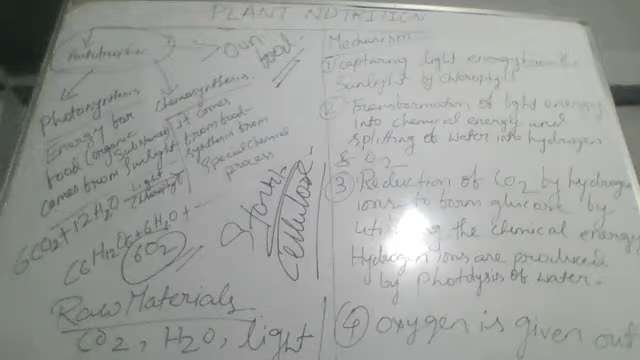 PLANT NUTRITION
Autotrophic > Own
food
Photosynthesis
Energy for
food (organic
Substance)
comes from Sunlight
Chemosynthesis
It comes
from food
Synthesis from
Special chemical
process
6CO2 + 12H2O Light
Chlorophyll
C6H12O6 + 6H2O +
6O2
Starch
Cellulose
Raw Materials
CO2, H2O, light
Mechanism
① Capturing light energy from the
Sunlight by Chlorophyll
② Transformation of light energy
into chemical energy and
splitting of water into hydrogen
& O2
③ Reduction of CO2 by hydrogen
ions to form glucose by
utilising the chemical energy
Hydrogen ions are produced
by photolysis of water.
④ oxygen is given out